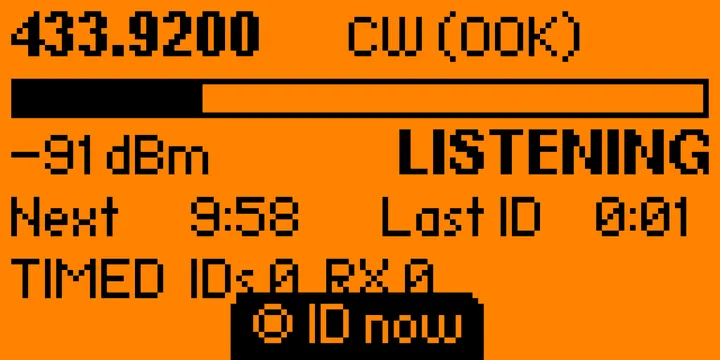 433.9200 CW (OOK)
-91 dBm LISTENING
Next 9:58 Last ID 0:01
TIMED IDs 0 RX 0
ID now